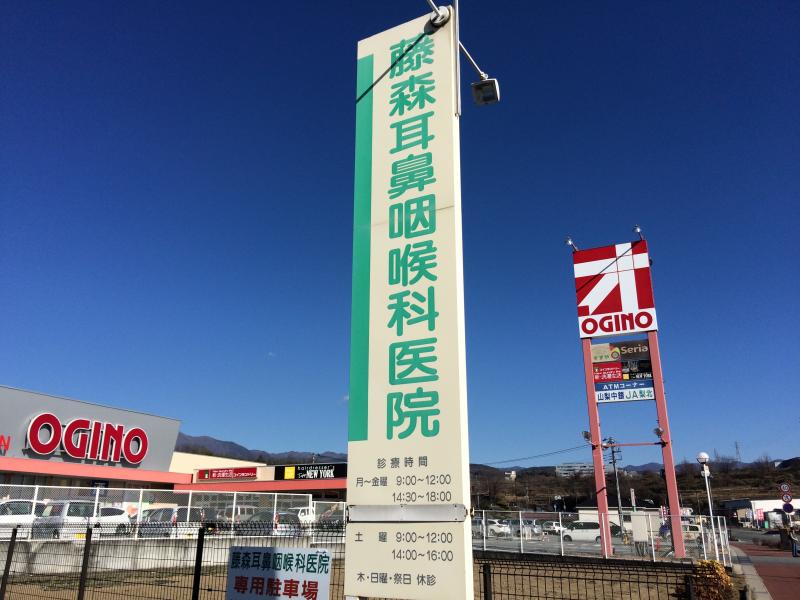 藤森耳鼻咽喉科医院
診療時間
月～金曜 9:00～12:00
14:30～18:00
土 曜 9:00～12:00
14:00～16:00
木・日曜・祭日 休診
OGINO
hairdresser's
NEW YORK
藤森耳鼻咽喉科医院
専用駐車場
OGINO
Seria
NEW YORK
ATMコーナー
山梨中銀 JA梨北